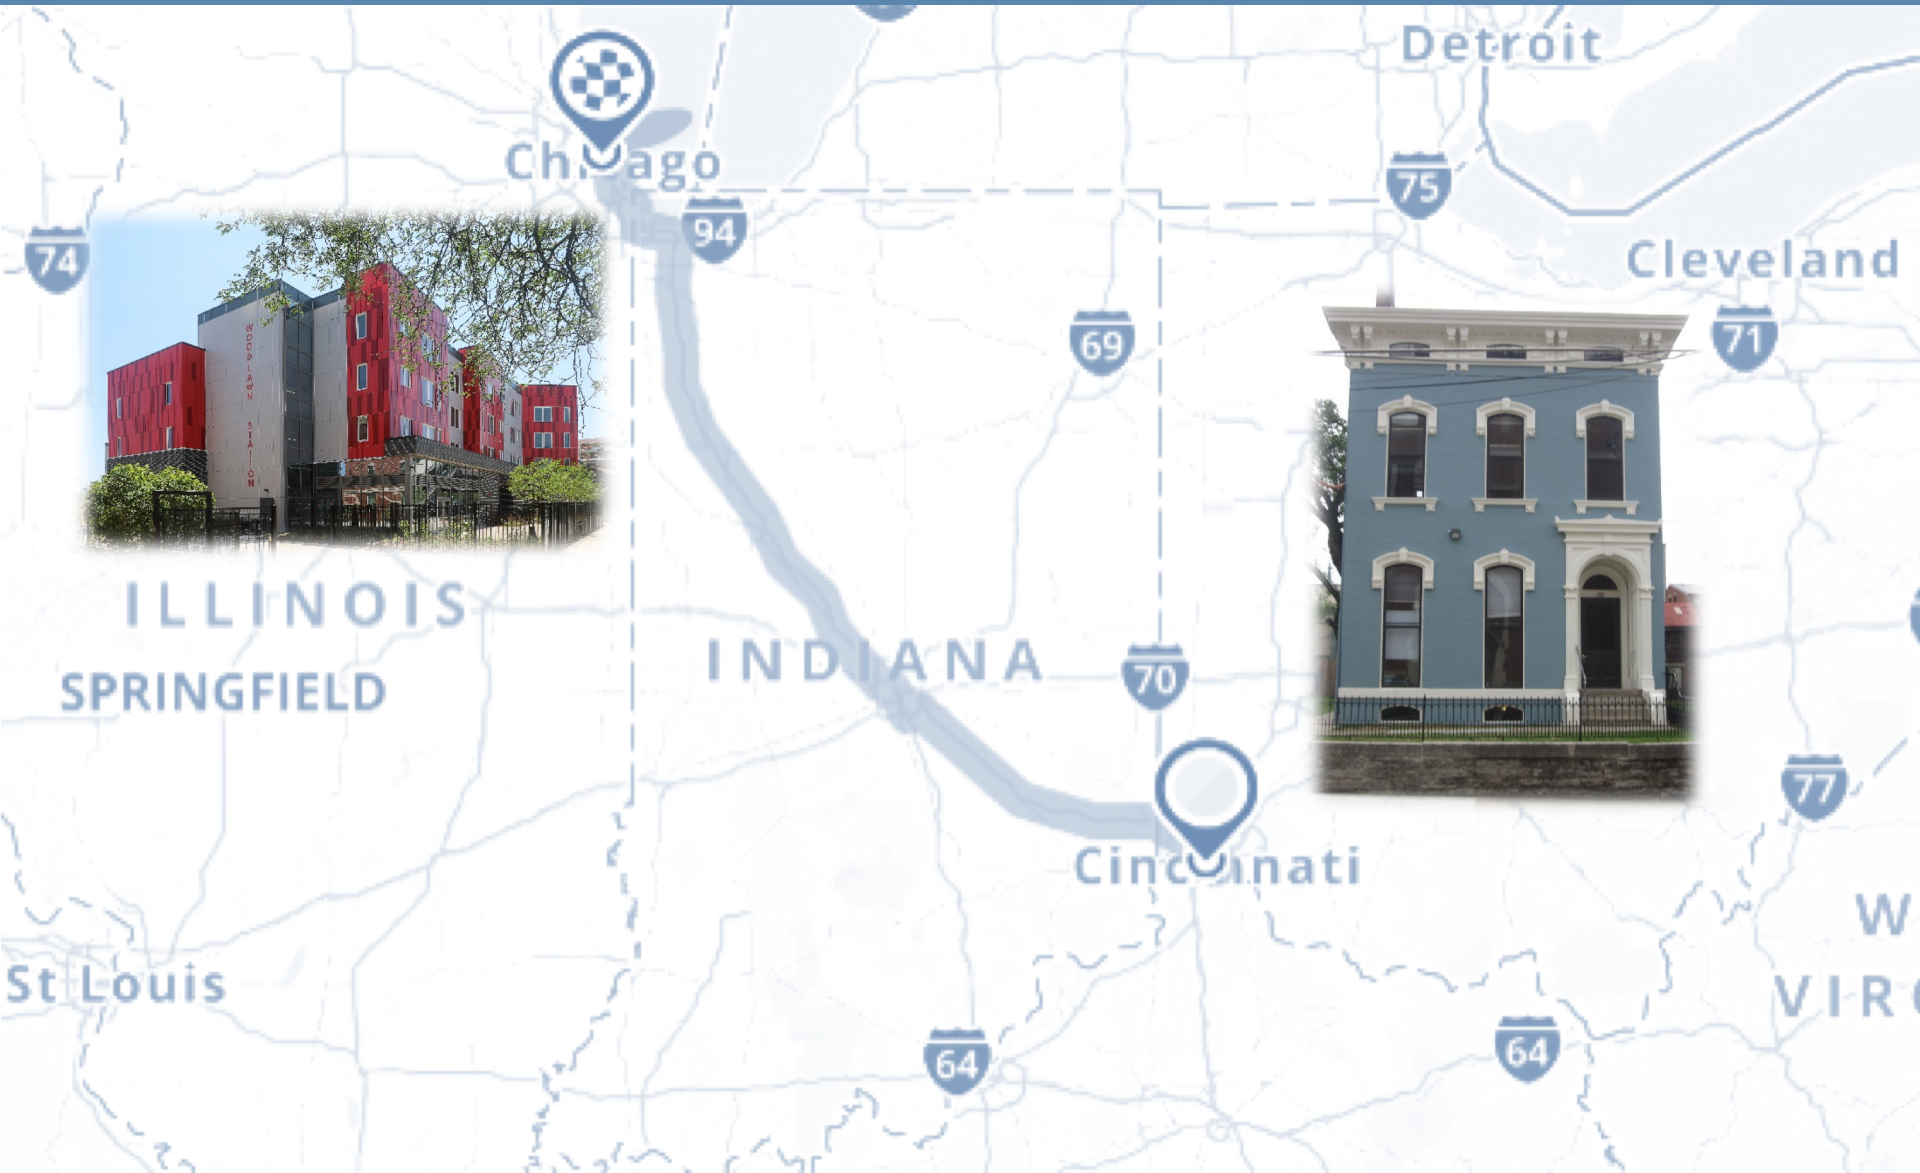 Detroit
Chicago
75
94
74
Cleveland
69
71
WOODLAWN STATION
ILLINOIS
INDIANA
SPRINGFIELD
70
77
Cincinnati
W
St Louis
VIR
64
64